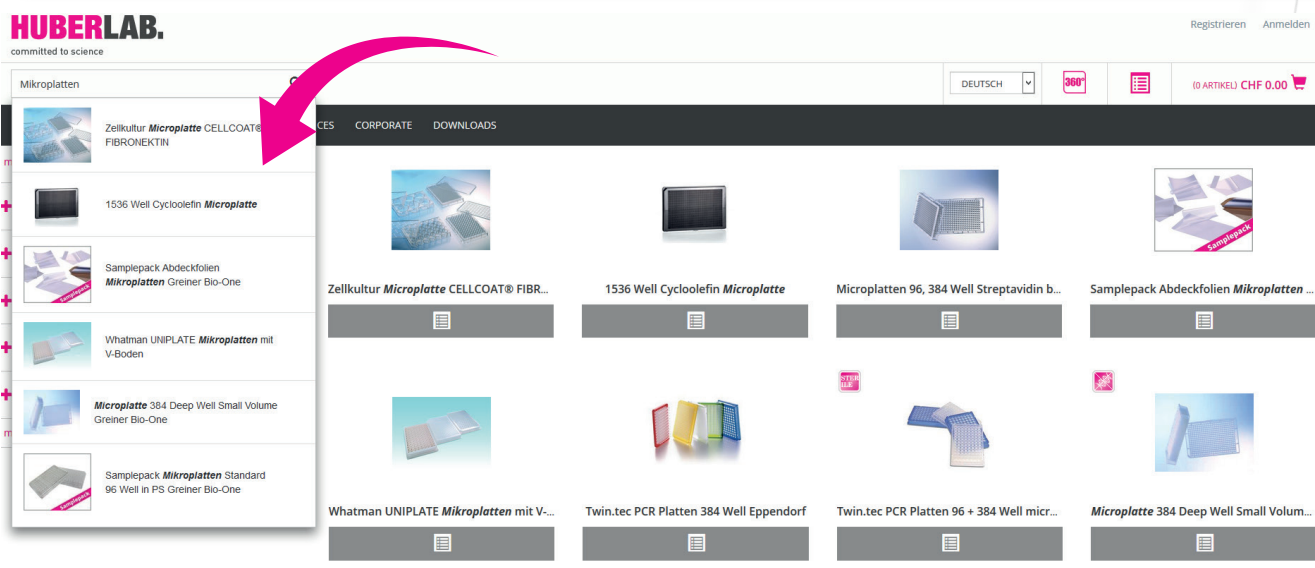 HUBERLAB.
committed to science
Registrieren Anmelden
Mikroplatten
DEUTSCH
360°
(0 ARTIKEL) CHF 0.00
CES CORPORATE DOWNLOADS
Zellkultur Microplatte CELLCOAT®
FIBRONEKTIN
1536 Well Cycloolefin Microplatte
Samplepack Abdeckfolien
Mikroplatten Greiner Bio-One
Samplepack
Whatman UNIPLATE Mikroplatten mit
V-Boden
Microplatte 384 Deep Well Small Volume
Greiner Bio-One
Samplepack Mikroplatten Standard
96 Well in PS Greiner Bio-One
Samplepack
Samplepack
Zellkultur Microplatte CELLCOAT® FIBR...
1536 Well Cycloolefin Microplatte
Microplatten 96, 384 Well Streptavidin b...
Samplepack Abdeckfolien Mikroplatten ...
STER
ILE
Whatman UNIPLATE Mikroplatten mit V-...
Twin.tec PCR Platten 384 Well Eppendorf
Twin.tec PCR Platten 96 + 384 Well micr...
Microplatte 384 Deep Well Small Volum...